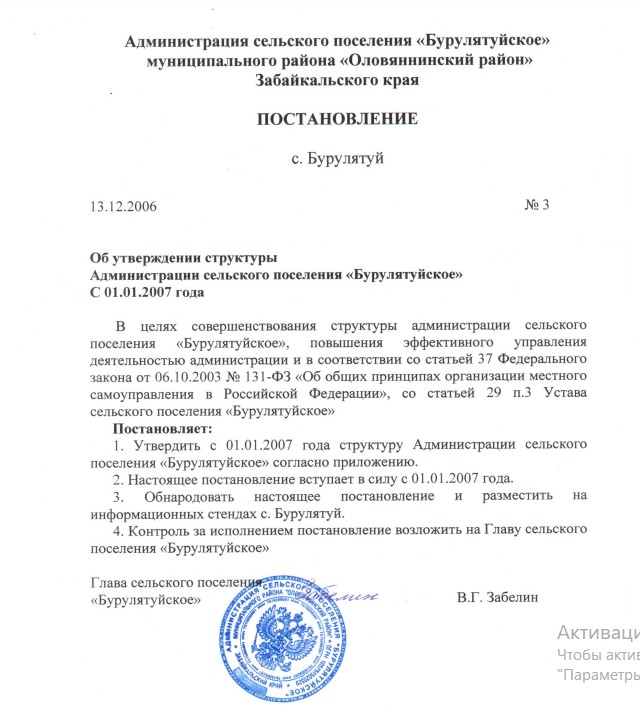 Администрация сельского поселения «Бурулятуйское»
муниципального района «Оловяннинский район»
Забайкальского края
ПОСТАНОВЛЕНИЕ
с. Бурулятуй
13.12.2006 № 3
Об утверждении структуры
Администрации сельского поселения «Бурулятуйское»
С 01.01.2007 года
В целях совершенствования структуры администрации сельского
поселения «Бурулятуйское», повышения эффективного управления
деятельностью администрации и в соответствии со статьей 37 Федерального
закона от 06.10.2003 № 131-ФЗ «Об общих принципах организации местного
самоуправления в Российской Федерации», со статьей 29 п.3 Устава
сельского поселения «Бурулятуйское»
Постановляет:
1. Утвердить с 01.01.2007 года структуру Администрации сельского
поселения «Бурулятуйское» согласно приложению.
2. Настоящее постановление вступает в силу с 01.01.2007 года.
3. Обнародовать настоящее постановление и разместить на
информационных стендах с. Бурулятуй.
4. Контроль за исполнением постановление возложить на Главу сельского
поселения «Бурулятуйское»
Глава сельского поселения
«Бурулятуйское» Забелин В.Г. Забелин
АДМИНИСТРАЦИЯ СЕЛЬСКОГО ПОСЕЛЕНИЯ "БУРУЛЯТУЙСКОЕ"
МУНИЦИПАЛЬНОГО РАЙОНА "ОЛОВЯННИНСКИЙ РАЙОН"
ЗАБАЙКАЛЬСКИЙ КРАЙ
Активаци
Чтобы актив
"Параметры